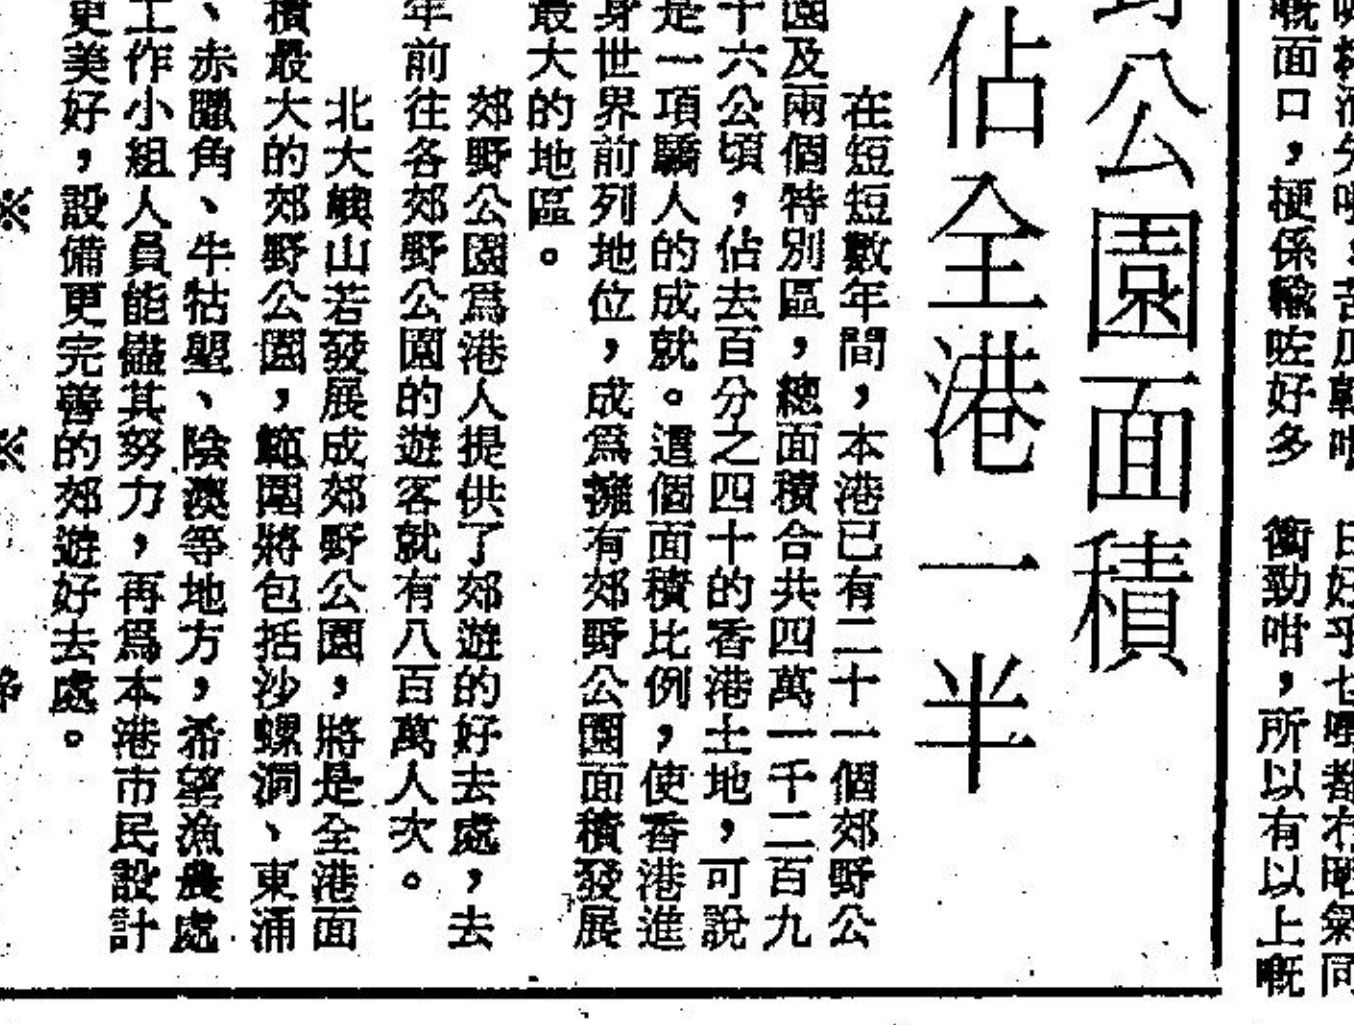 嘅面口，梗係輸咗好多
衝勁咁，所以有以上嘅
公園面積
佔全港一半
在短短數年間，本港已有二十一個郊野公
園及兩個特別區，總面積合共四萬一千二百九
十六公頃，佔去百分之四十的香港土地，可說
是一項驕人的成就。這個面積比例，使香港進
身世界前列地位，成爲擁有郊野公園面積發展
最大的地區。
郊野公園爲港人提供了郊遊的好去處，去
年前往各郊野公園的遊客就有八百萬人次。
北大嶼山若發展成郊野公園，將是全港面
積最大的郊野公園，範圍將包括沙螺洞、東涌
、赤鱲角、牛牯塱、陰澳等地方，希望漁農處
工作小組人員能儘其努力，再爲本港市民設計
更美好，設備更完善的郊遊好去處。
※　※